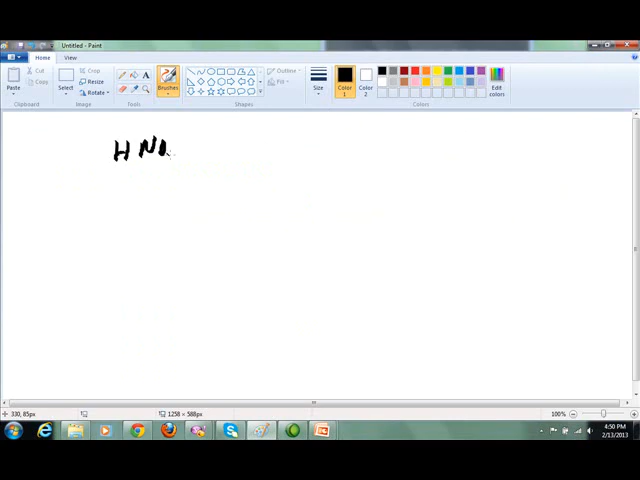 Untitled - Paint
Home View
Paste
Cut
Copy
Clipboard
Select
Crop
Resize
Rotate
Image
A
Tools
Brushes
Shapes
Outline
Fill
Size
Color 1
Color 2
Colors
Edit colors
H N
330, 85px
1258 × 588px
100%
4:50 PM
2/13/2013